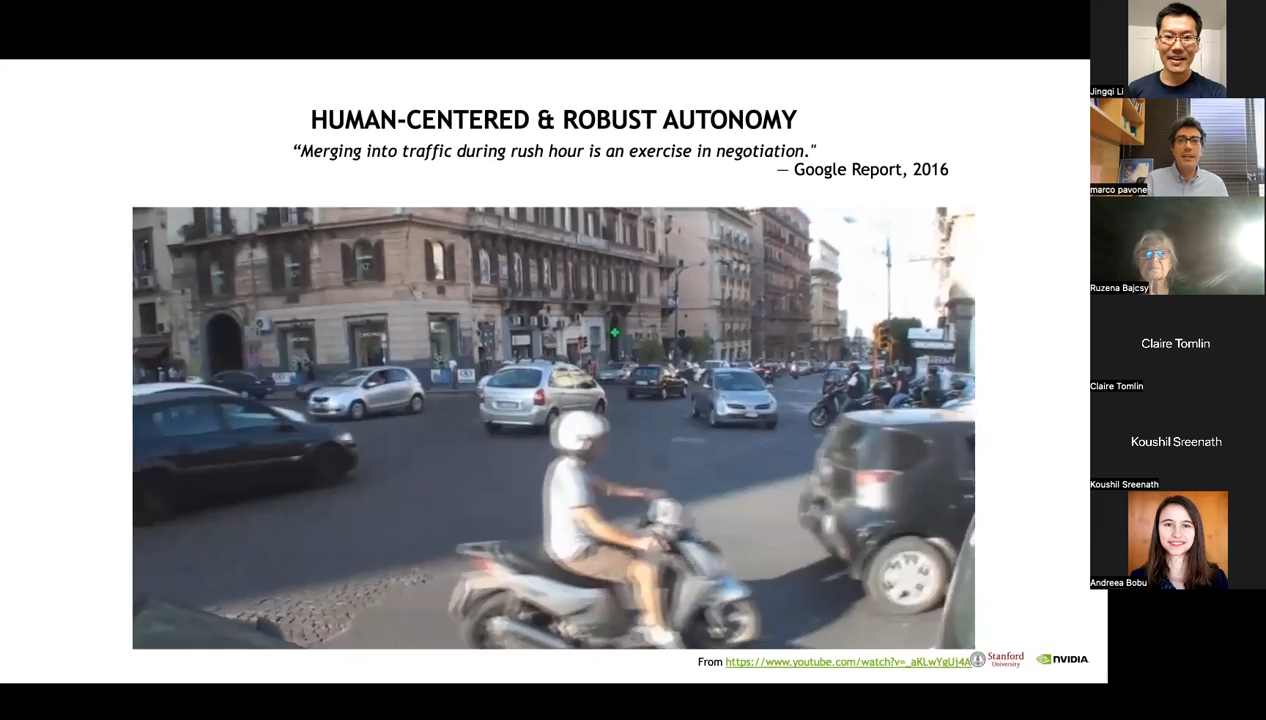 HUMAN-CENTERED & ROBUST AUTONOMY
“Merging into traffic during rush hour is an exercise in negotiation."
— Google Report, 2016
From https://www.youtube.com/watch?v=_aKLwYgUj4A
Stanford
University
NVIDIA.
Jingqi Li
marco pavone
Ruzena Bajcsy
Claire Tomlin
Claire Tomlin
Koushil Sreenath
Koushil Sreenath
Andreea Bobu